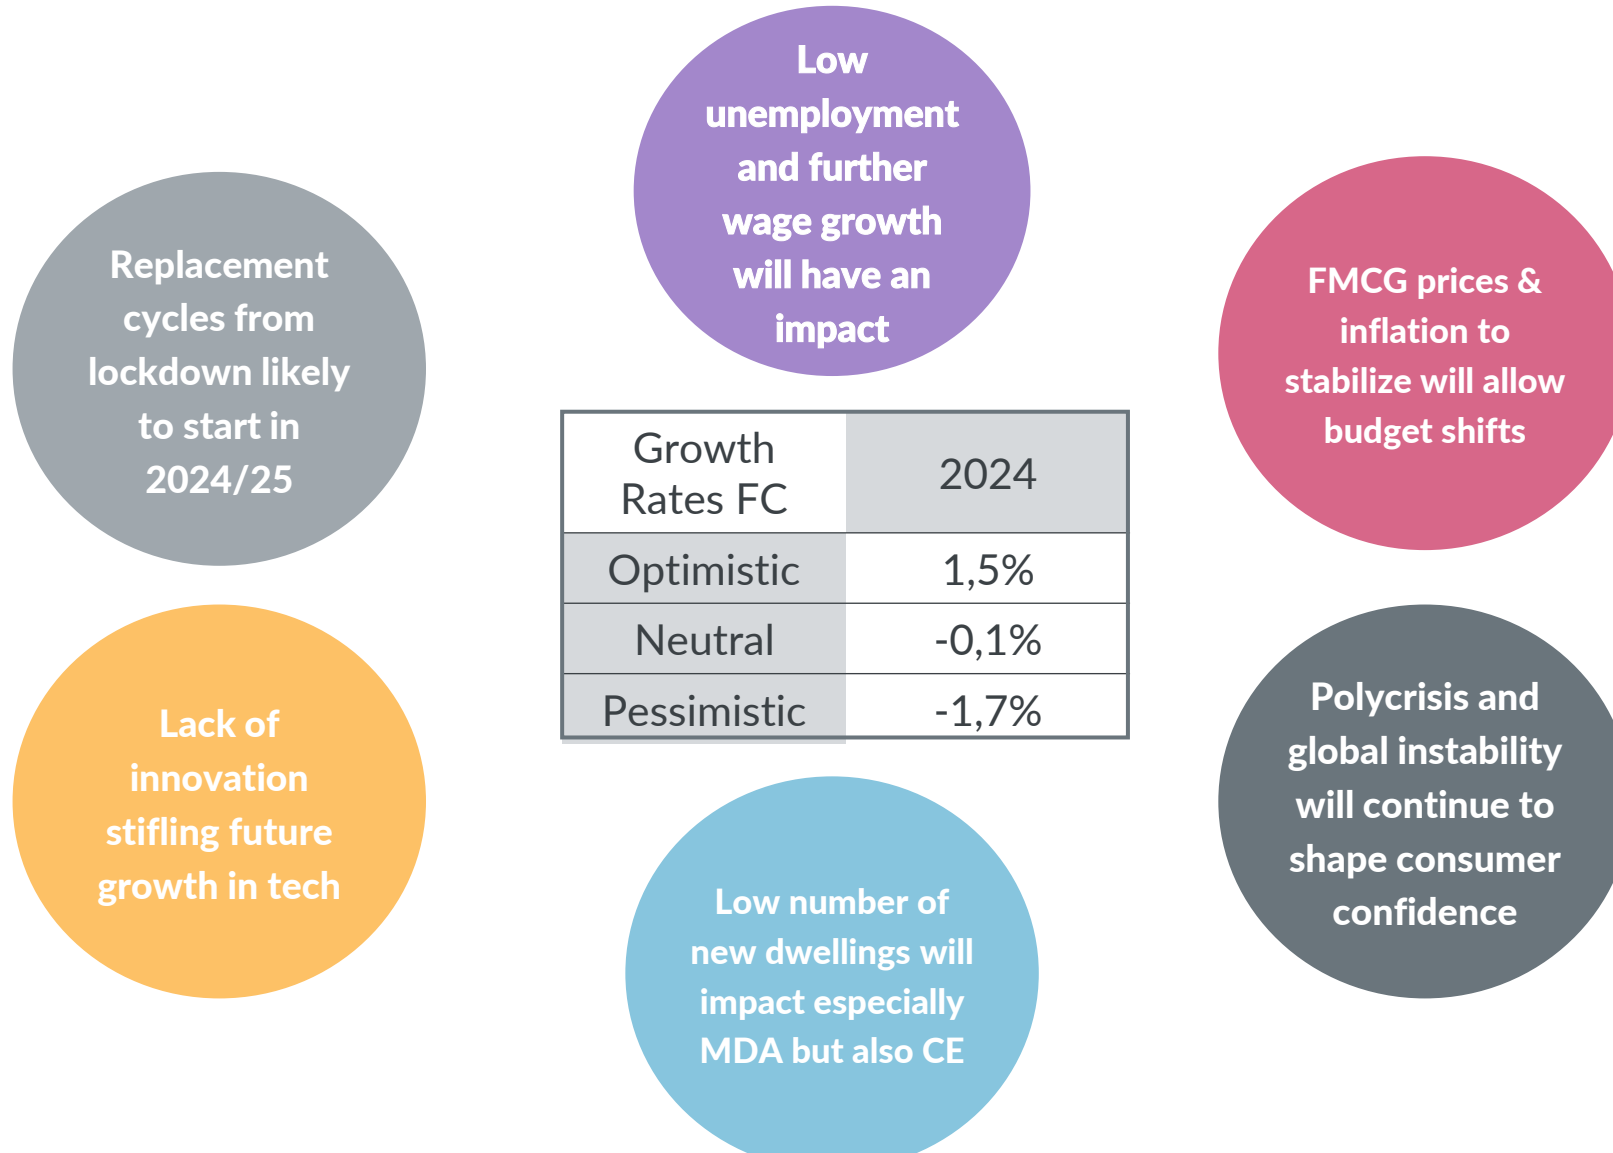 Low
unemployment
and further
wage growth
will have an
impact
Replacement
cycles from
lockdown likely
to start in
2024/25
FMCG prices &
inflation to
stabilize will allow
budget shifts
Growth
Rates FC
2024
Optimistic
1,5%
Neutral
-0,1%
Pessimistic
-1,7%
Lack of
innovation
stifling future
growth in tech
Polycrisis and
global instability
will continue to
shape consumer
confidence
Low number of
new dwellings will
impact especially
MDA but also CE